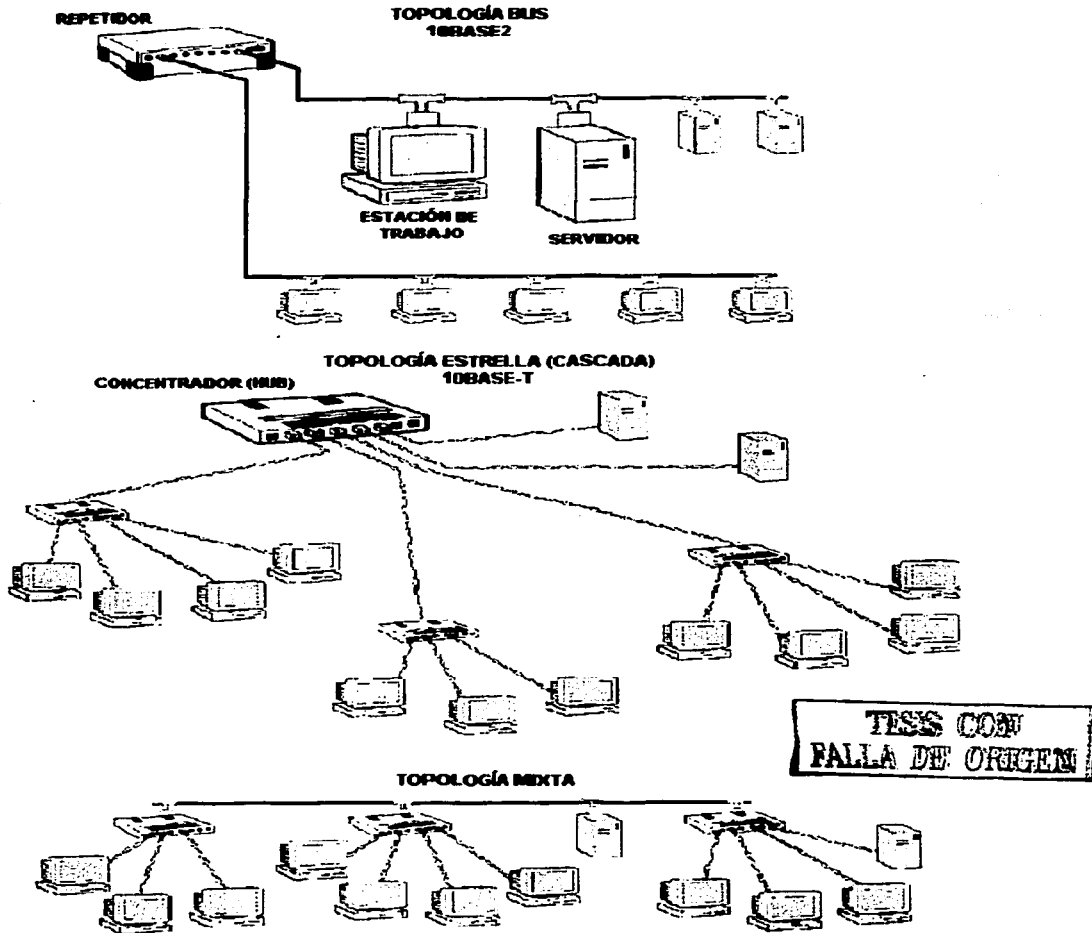 REPETIDOR
TOPOLOGÍA BUS
10BASE2
ESTACIÓN DE
TRABAJO
SERVIDOR
TOPOLOGÍA ESTRELLA (CASCADA)
10BASE-T
CONCENTRADOR (HUB)
TESIS CON
FALLA DE ORIGEN
TOPOLOGÍA MIXTA